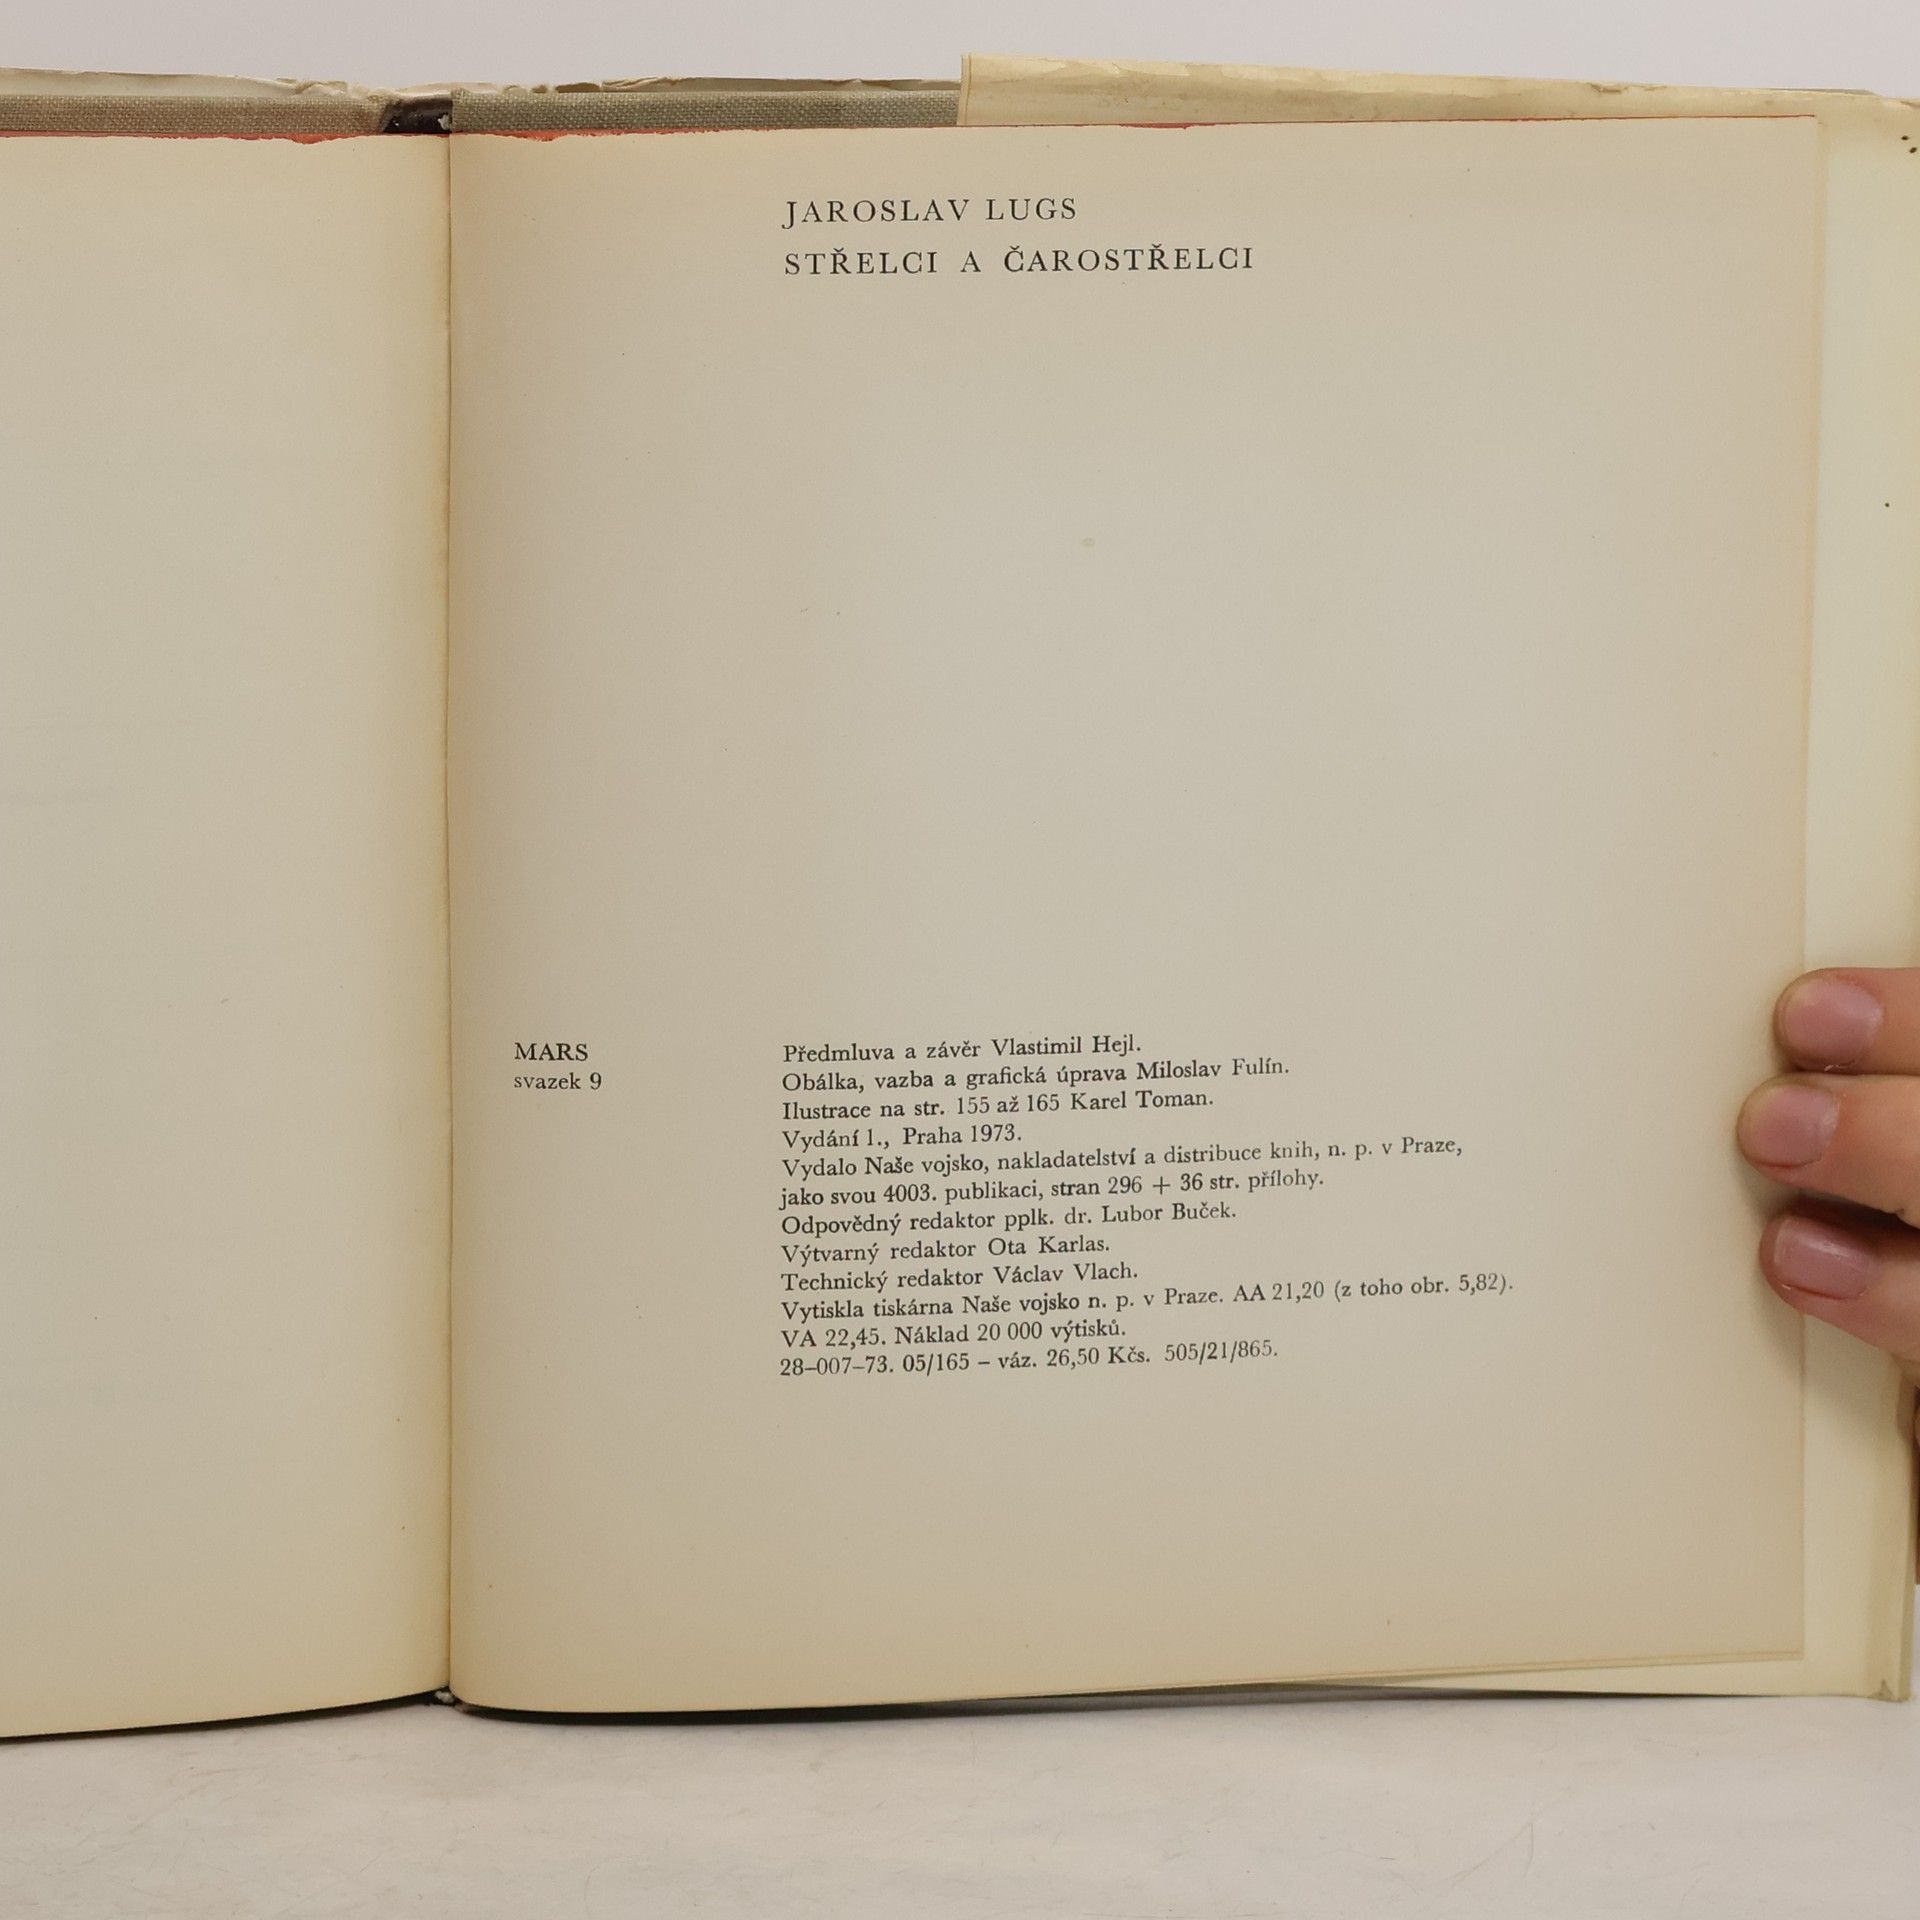 JAROSLAV LUGS
STŘELCI A ČAROSTŘELCI
MARS
svazek 9
Předmluva a závěr Vlastimil Hejl.
Obálka, vazba a grafická úprava Miloslav Fulín.
Ilustrace na str. 155 až 165 Karel Toman.
Vydání 1., Praha 1973.
Vydalo Naše vojsko, nakladatelství a distribuce knih, n. p. v Praze,
jako svou 4003. publikaci, stran 296 + 36 str. přílohy.
Odpovědný redaktor pplk. dr. Lubor Buček.
Výtvarný redaktor Ota Karlas.
Technický redaktor Václav Vlach.
Vytiskla tiskárna Naše vojsko n. p. v Praze. AA 21,20 (z toho obr. 5,82).
VA 22,45. Náklad 20 000 výtisků.
28–007–73. 05/165 – váz. 26,50 Kčs. 505/21/865.